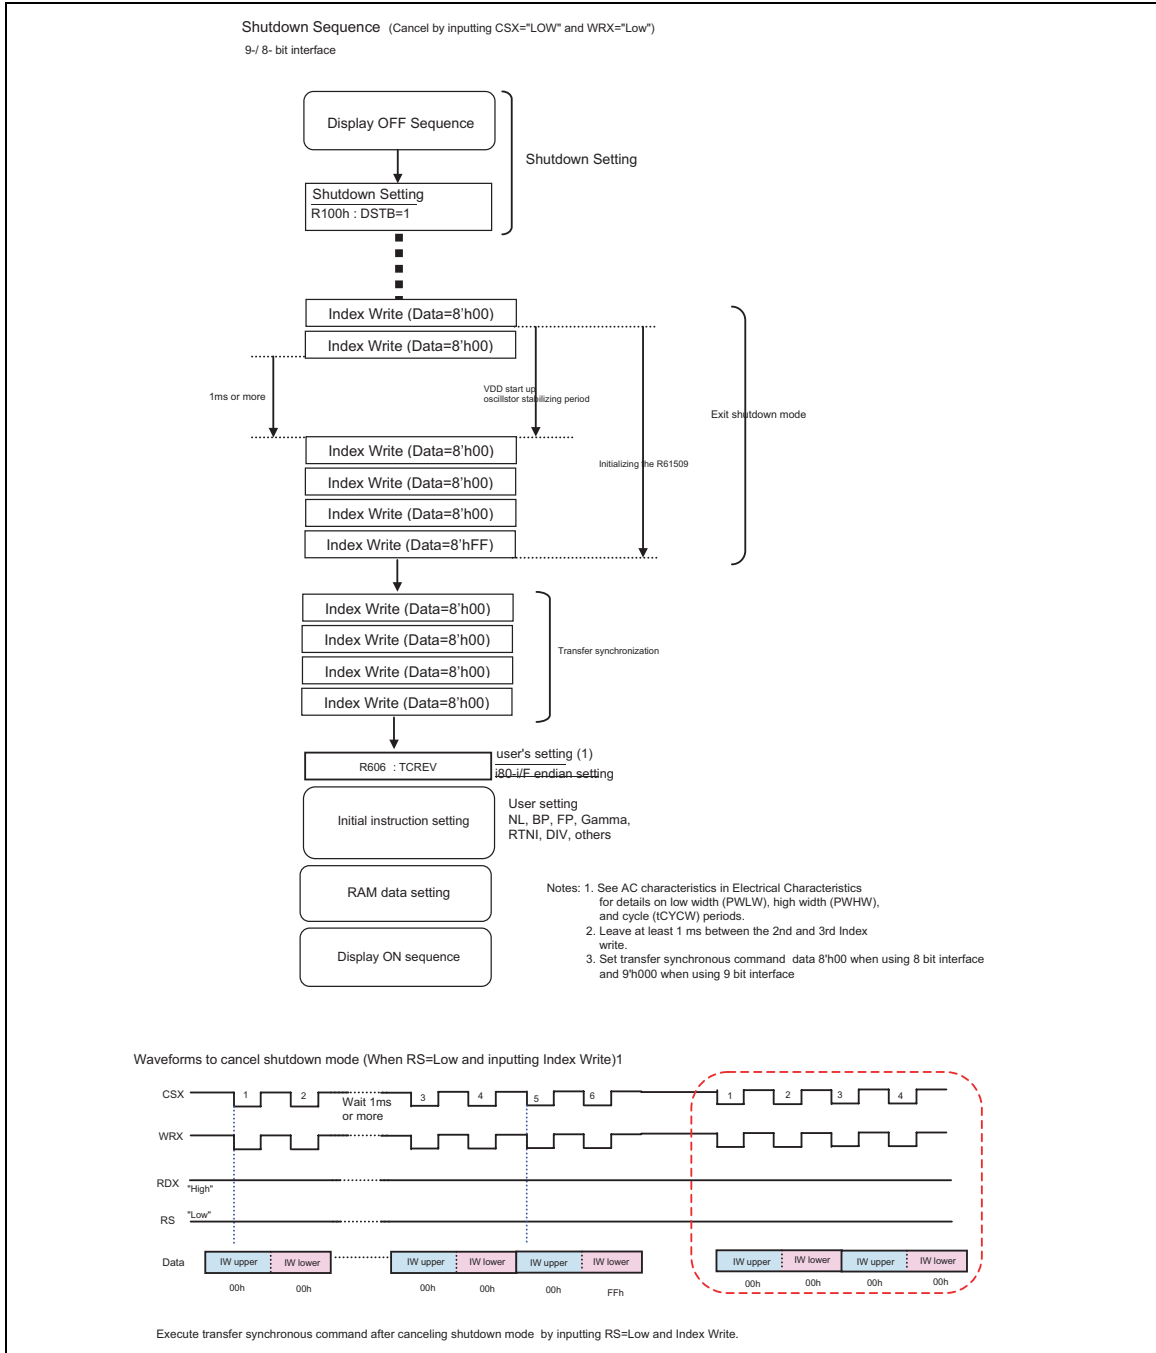 Shutdown Sequence (Cancel by inputting CSX="LOW" and WRX="Low")
9-/ 8- bit interface
Display OFF Sequence
Shutdown Setting
Shutdown Setting
R100h : DSTB=1
Index Write (Data=8'h00)
Index Write (Data=8'h00)
1ms or more
VDD start up
oscillstor stabilizing period
Exit shutdown mode
Index Write (Data=8'h00)
Initializing the R61509
Index Write (Data=8'h00)
Index Write (Data=8'h00)
Index Write (Data=8'hFF)
Index Write (Data=8'h00)
Index Write (Data=8'h00)
Transfer synchronization
Index Write (Data=8'h00)
Index Write (Data=8'h00)
R606 : TCREV
user's setting (1)
i80-i/F endian setting
Initial instruction setting
User setting
NL, BP, FP, Gamma,
RTNI, DIV, others
RAM data setting
Display ON sequence
Notes: 1. See AC characteristics in Electrical Characteristics
for details on low width (PWLW), high width (PWHW),
and cycle (tCYCW) periods.
2. Leave at least 1 ms between the 2nd and 3rd Index
write.
3. Set transfer synchronous command data 8'h00 when using 8 bit interface
and 9'h000 when using 9 bit interface
Waveforms to cancel shutdown mode (When RS=Low and inputting Index Write)1
CSX 1 2 3 4 5 6 1 2 3 4
Wait 1ms
or more
WRX
RDX "High"
RS "Low"
Data IW upper IW lower IW upper IW lower IW upper IW lower IW upper IW lower IW upper IW lower
00h 00h 00h 00h 00h FFh 00h 00h 00h 00h
Execute transfer synchronous command after canceling shutdown mode by inputting RS=Low and Index Write.